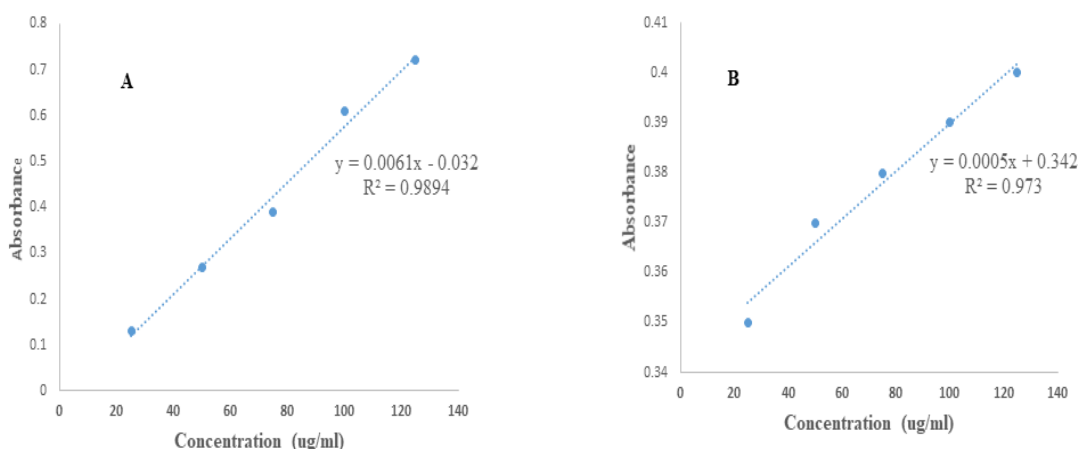 A
0.8
0.7
0.6
0.5
0.4
0.3
0.2
0.1
0
Absorbance
y = 0.0061x - 0.032
R² = 0.9894
0 20 40 60 80 100 120 140
Concentration (ug/ml)
B
0.41
0.4
0.39
0.38
0.37
0.36
0.35
0.34
Absorbance
y = 0.0005x + 0.342
R² = 0.973
0 20 40 60 80 100 120 140
Concentration (ug/ml)